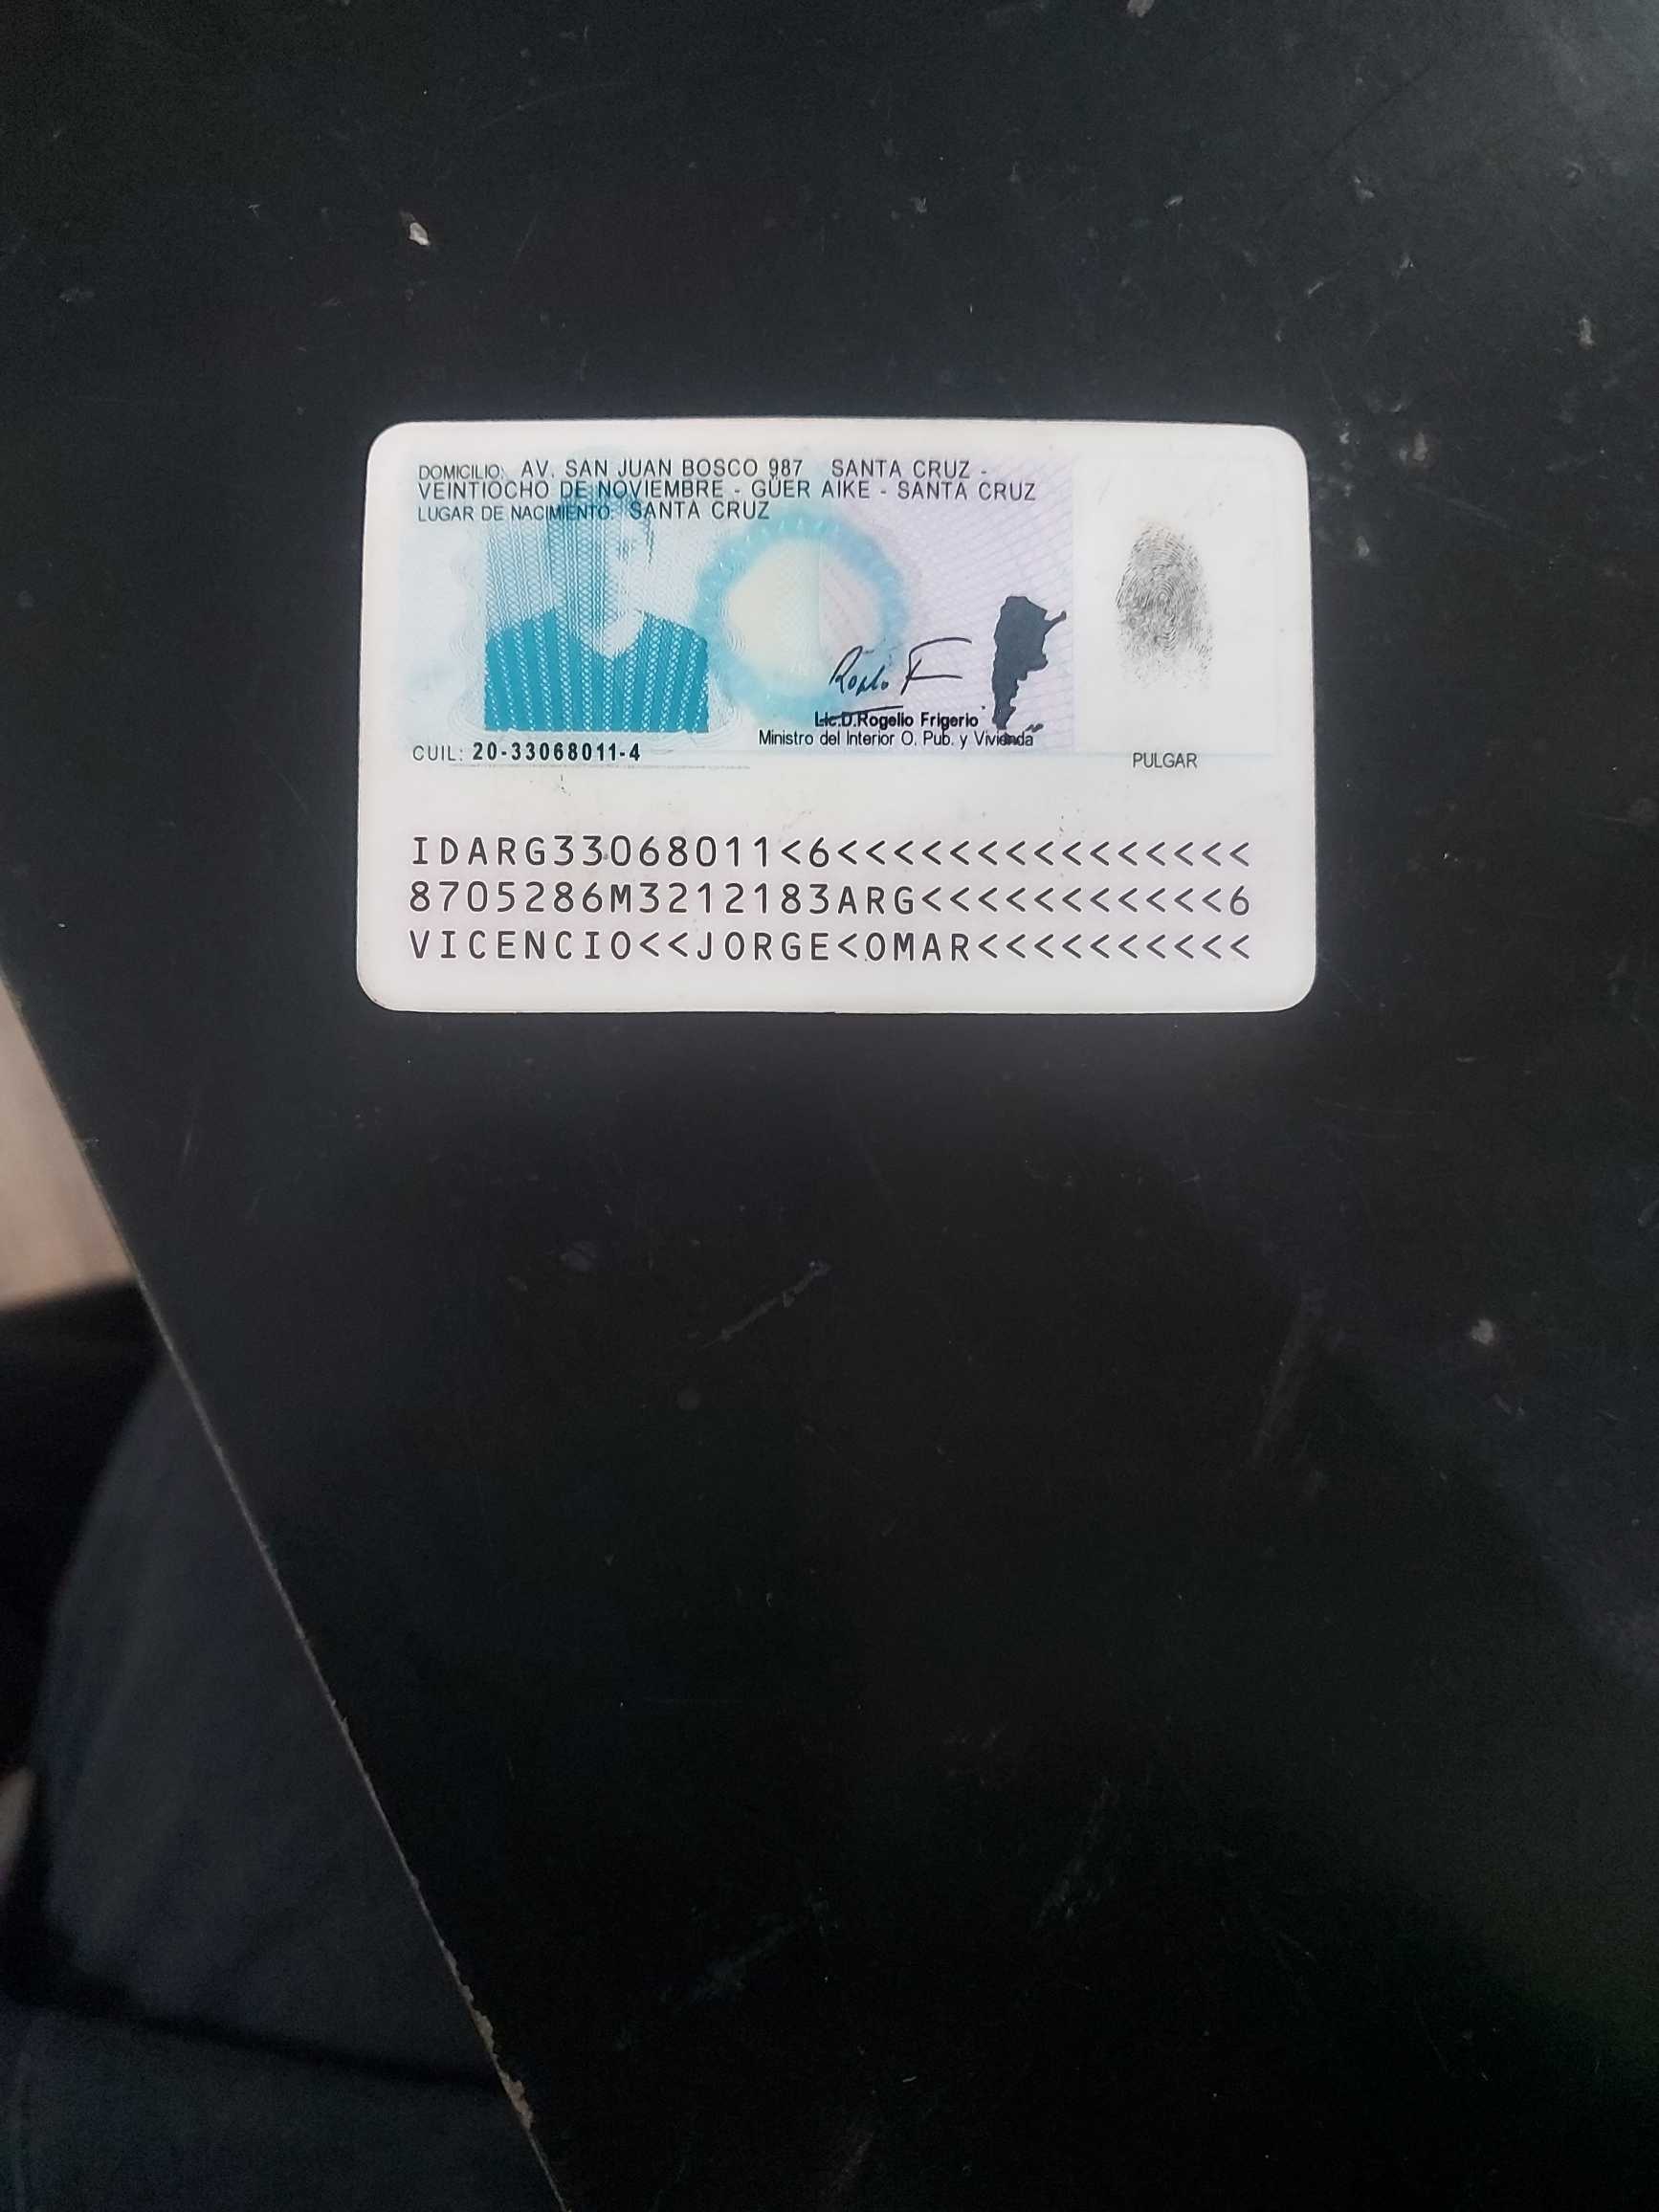 DOMICILIO: AV. SAN JUAN BOSCO 987 SANTA CRUZ -
VEINTIOCHO DE NOVIEMBRE - GÜER AIKE - SANTA CRUZ
LUGAR DE NACIMIENTO: SANTA CRUZ
Lic.D.Rogelio Frigerio
Ministro del Interior O. Pub. y Vivienda
CUIL: 20-33068011-4
PULGAR
IDARG33068011<6<<<<<<<<<<<<<<<
8705286M3212183ARG<<<<<<<<<<<6
VICENCIO<<JORGE<OMAR<<<<<<<<<<